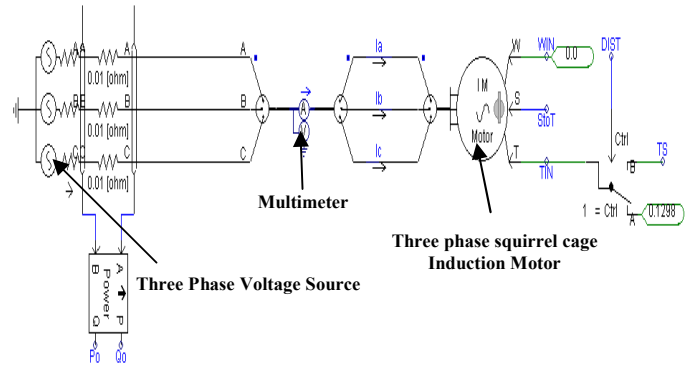 Ia
Ib
Ic
A
B
C
A
B
C
A
B
C
0.01 [ohm]
0.01 [ohm]
0.01 [ohm]
A
V
I M
Motor
W
S
T
WIN
0.0
StoT
TIN
DIST
Ctrl
B
TS
1 = Ctrl
A
0.1298
Multimeter
Three phase squirrel cage
Induction Motor
Three Phase Voltage Source
A
B
Power
P
Q
Po
Qo